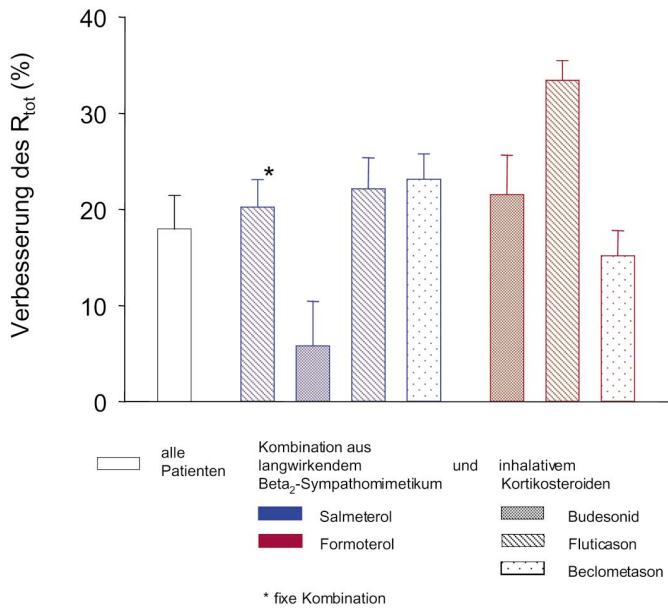 Verbesserung des R_tot (%)
40
30
20
10
0
*
alle
Patienten
Kombination aus
langwirkendem und inhalativem
Beta₂-Sympathomimetikum Kortikosteroiden
Salmeterol Budesonid
Formoterol Fluticason
Beclometason
* fixe Kombination